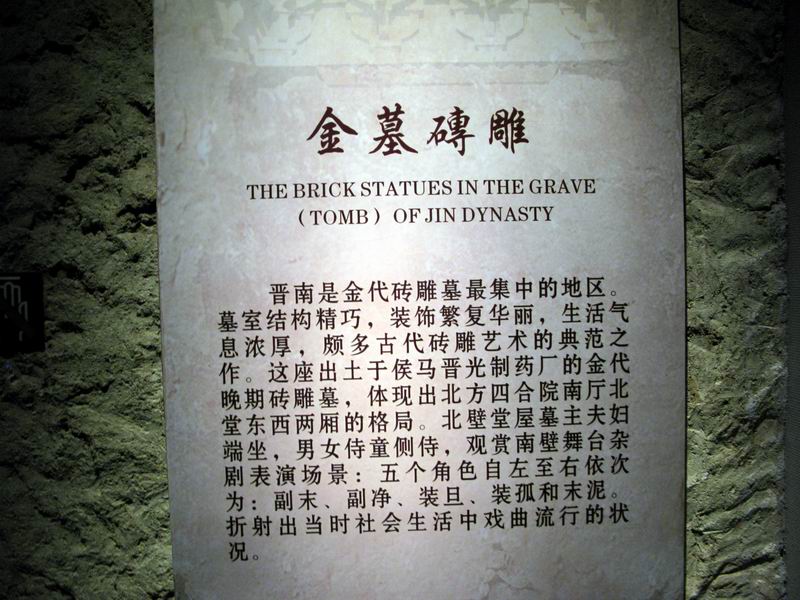 金墓磚雕
THE BRICK STATUES IN THE GRAVE
（TOMB） OF JIN DYNASTY
晋南是金代砖雕墓最集中的地区。
墓室结构精巧，装饰繁复华丽，生活气
息浓厚，颇多古代砖雕艺术的典范之
作。这座出土于侯马晋光制药厂的金代
晚期砖雕墓，体现出北方四合院南厅北
堂东西两厢的格局。北壁堂屋墓主夫妇
端坐，男女侍童侧侍，观赏南壁舞台杂
剧表演场景：五个角色自左至右依次
为：副末、副净、装旦、装孤和末泥。
折射出当时社会生活中戏曲流行的状
况。